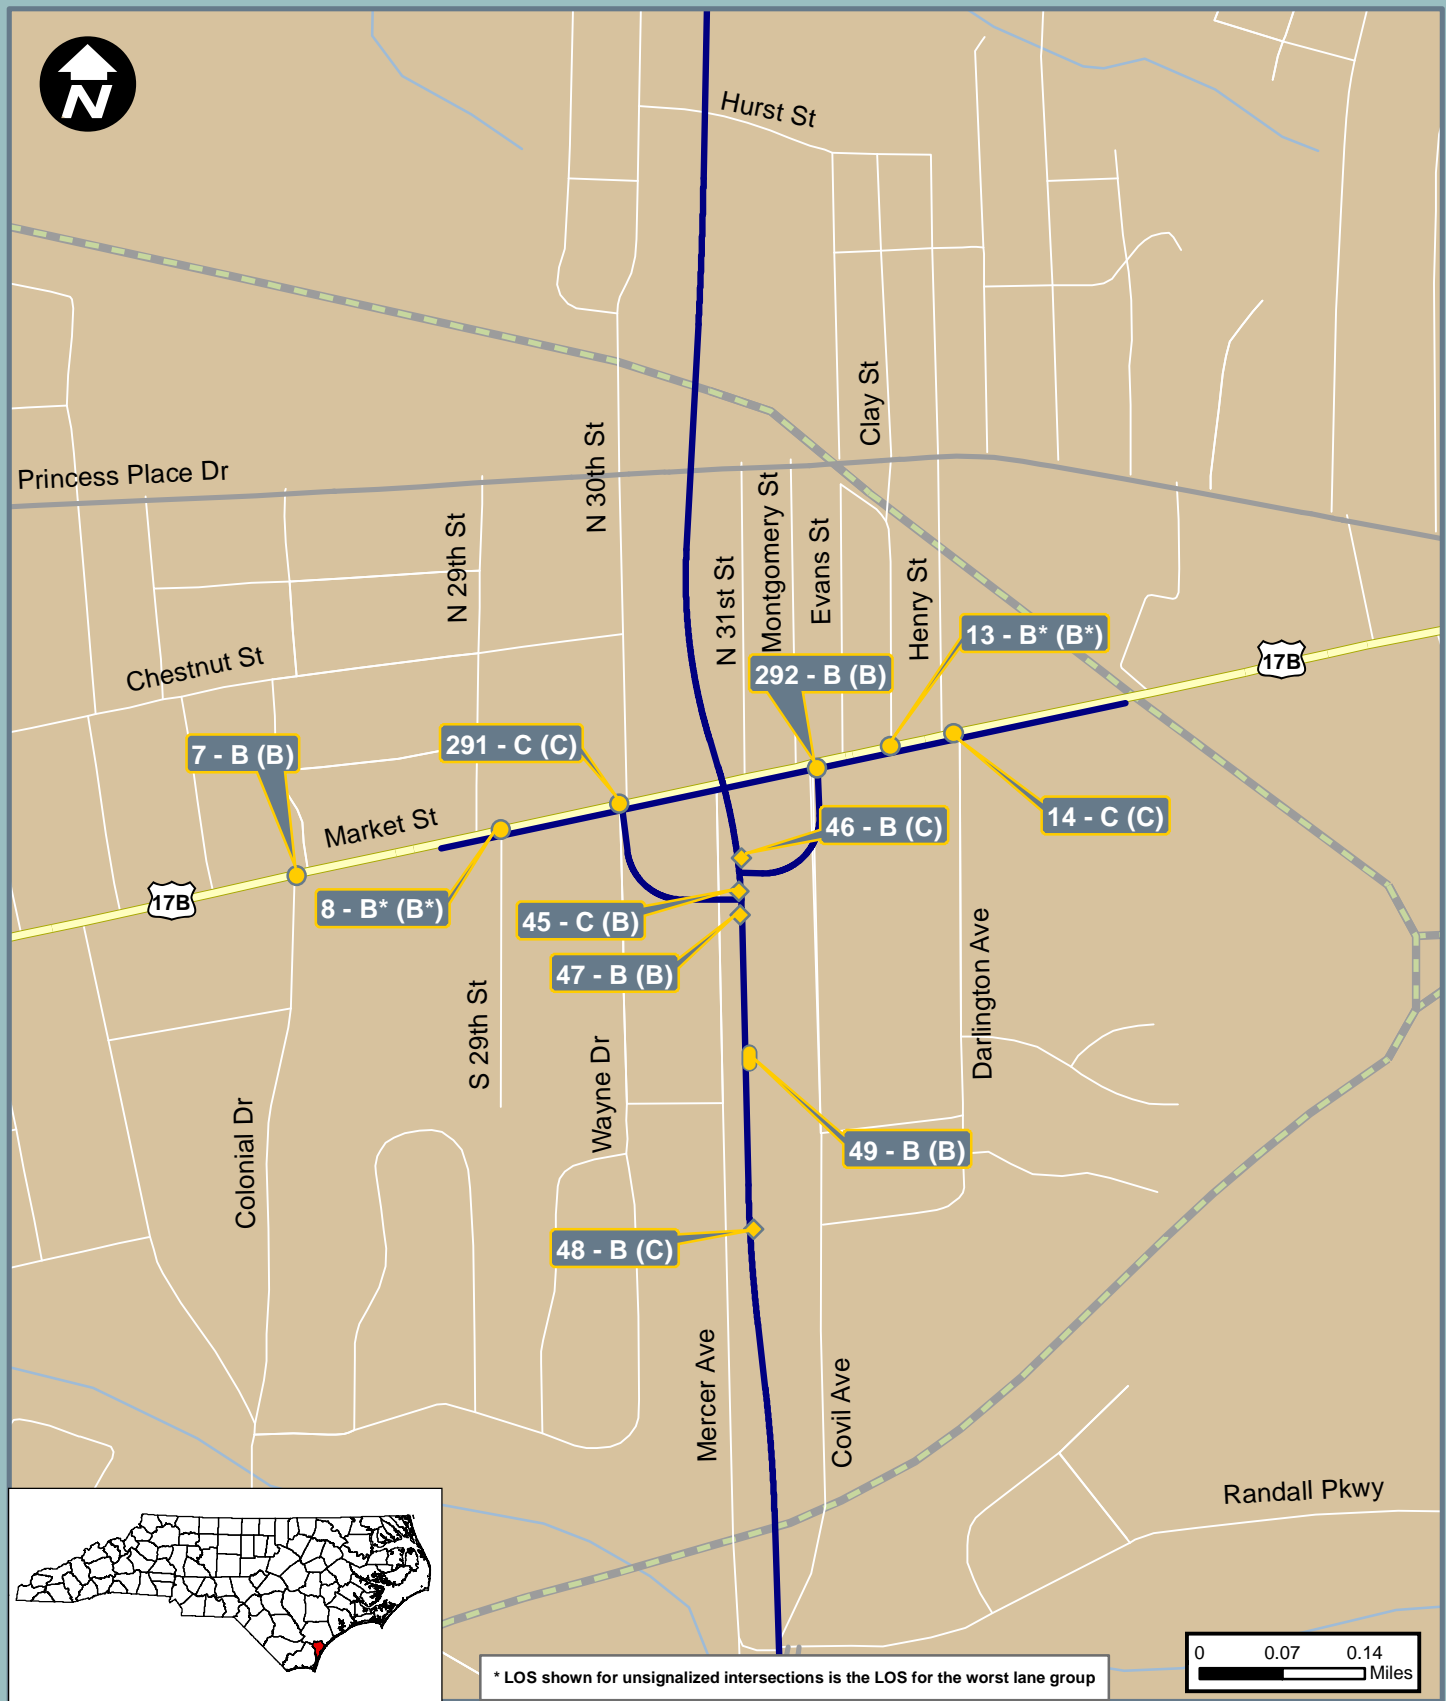 N
Hurst St
Clay St
Princess Place Dr
N 30th St
N 29th St
N 31st St
Montgomery St
Evans St
Henry St
13 - B* (B*)
17B
Chestnut St
292 - B (B)
291 - C (C)
7 - B (B)
Market St
46 - B (C)
14 - C (C)
17B
8 - B* (B*)
45 - C (B)
47 - B (B)
S 29th St
Wayne Dr
Darlington Ave
Colonial Dr
49 - B (B)
48 - B (C)
Mercer Ave
Covil Ave
Randall Pkwy
0 0.07 0.14
Miles
* LOS shown for unsignalized intersections is the LOS for the worst lane group